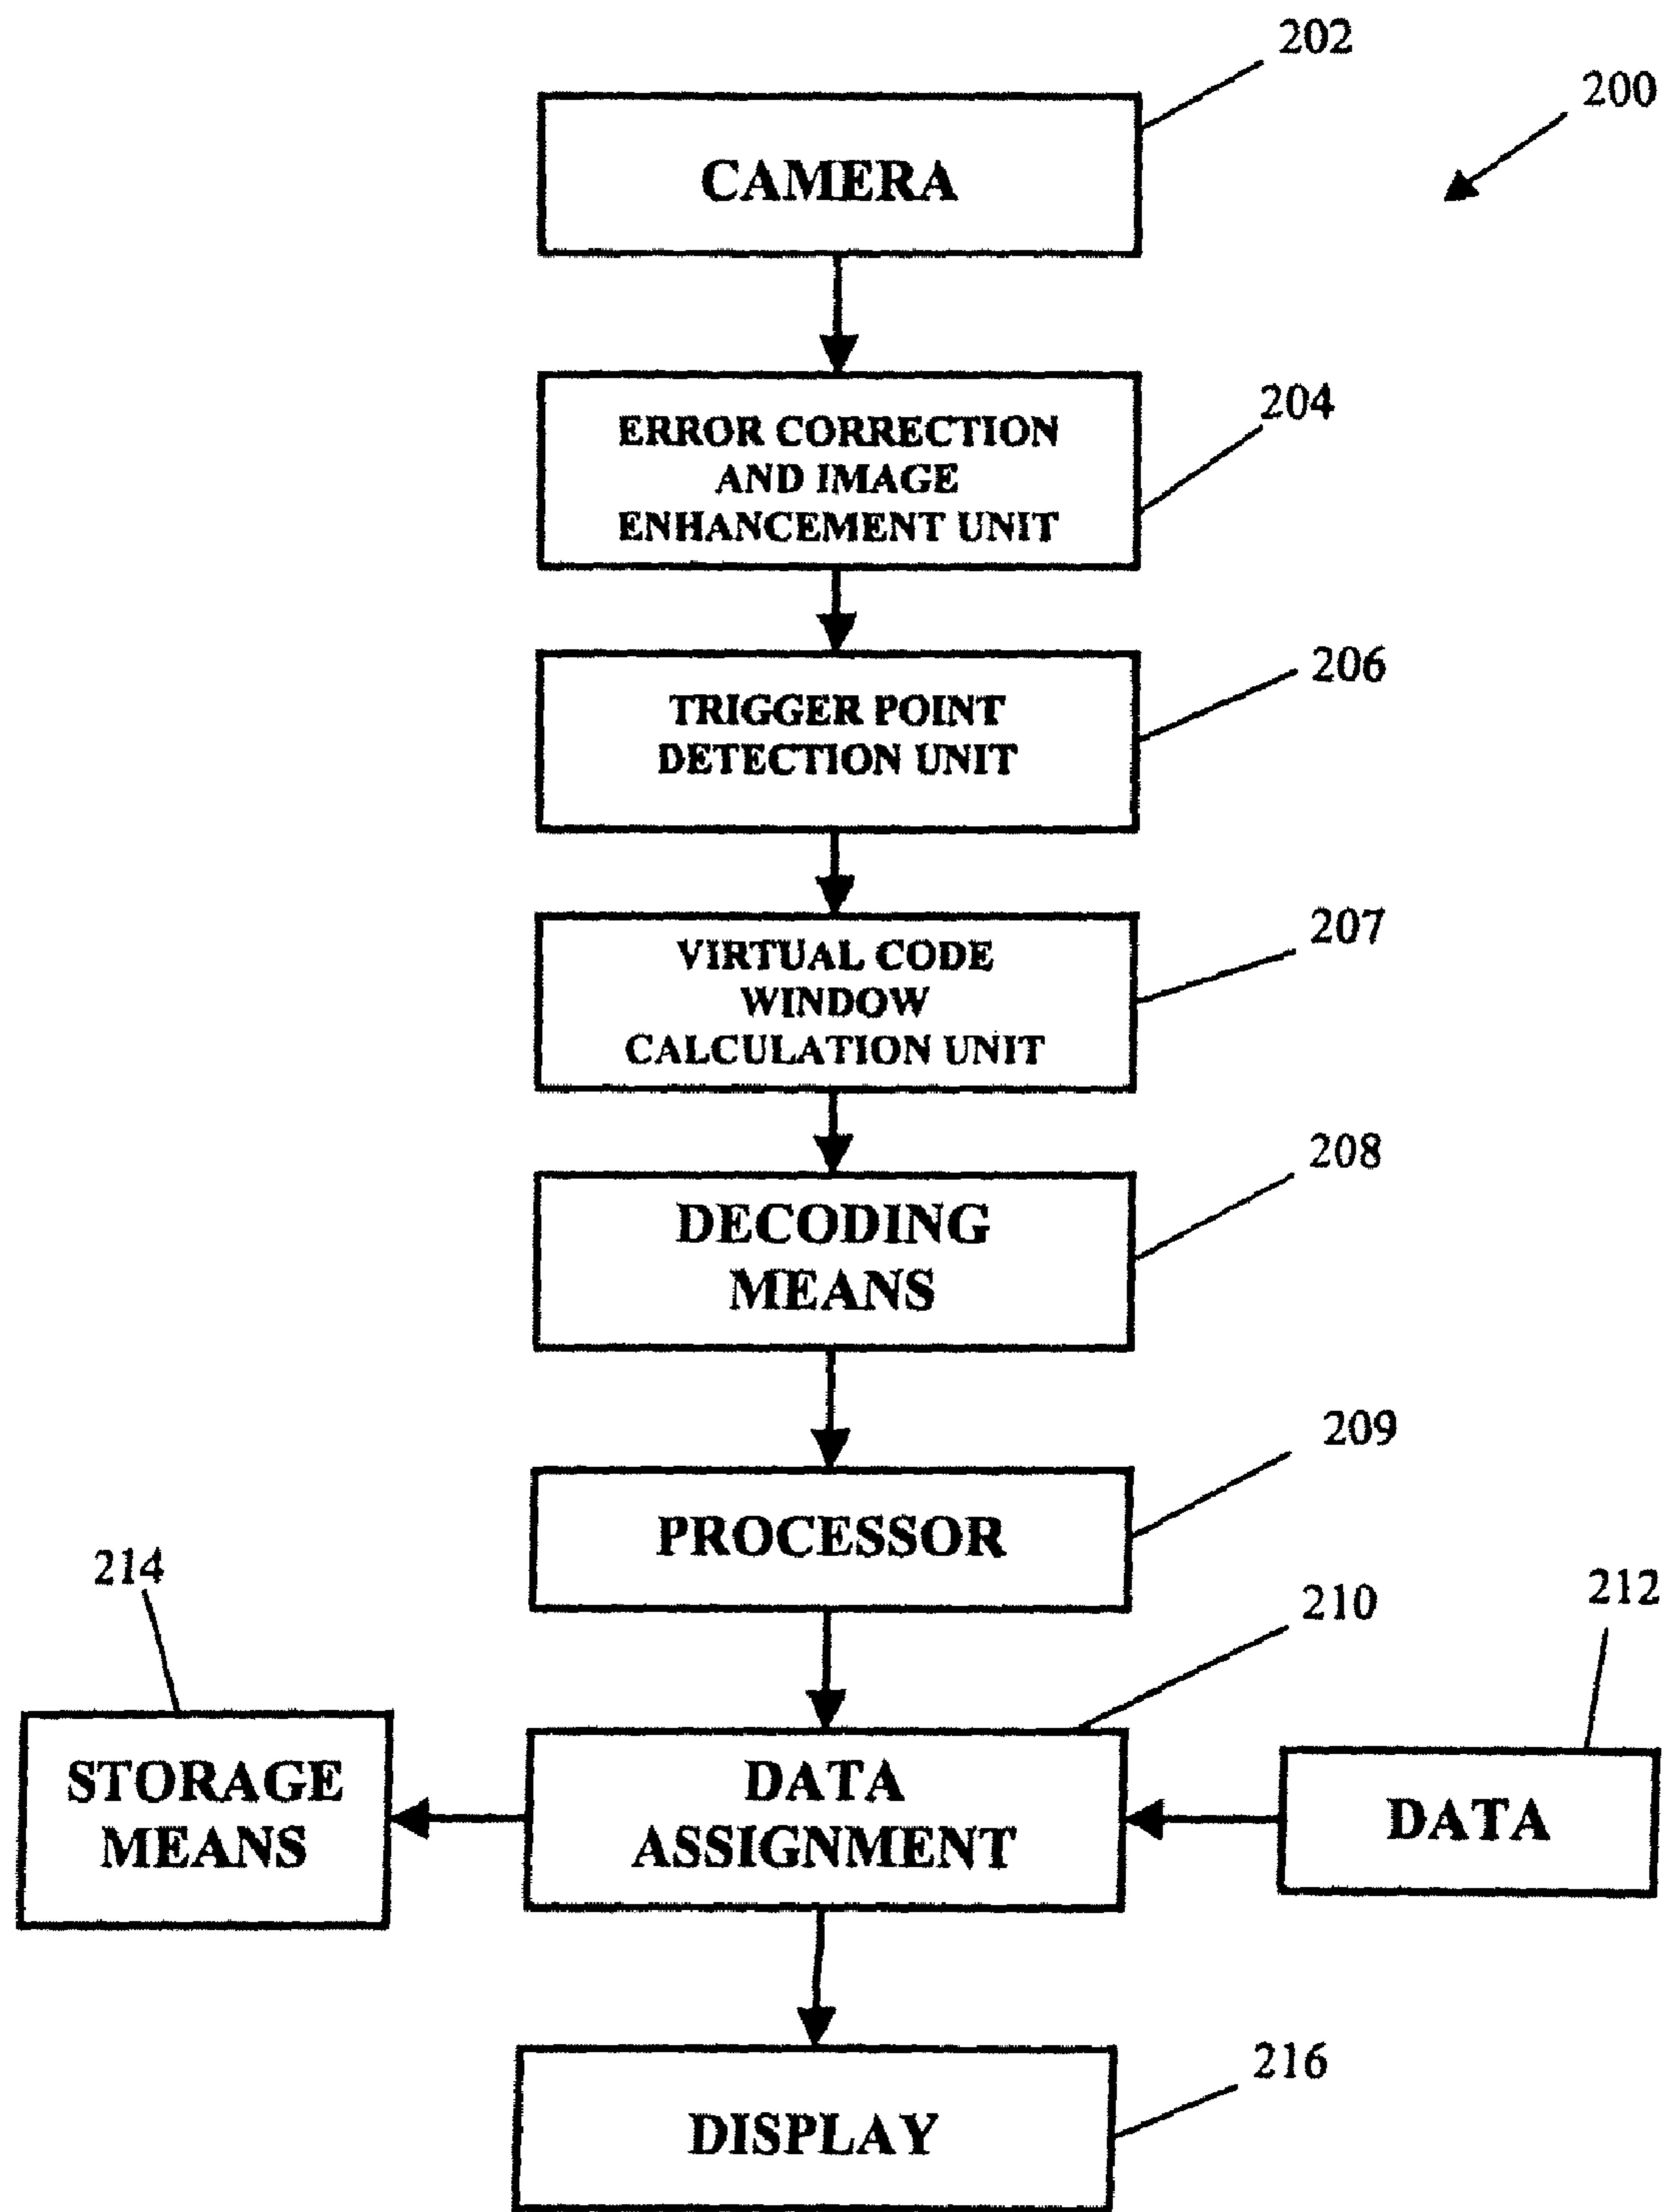 202
200
CAMERA
204
ERROR CORRECTION
AND IMAGE
ENHANCEMENT UNIT
206
TRIGGER POINT
DETECTION UNIT
207
VIRTUAL CODE
WINDOW
CALCULATION UNIT
208
DECODING
MEANS
209
PROCESSOR
214
210
212
STORAGE
MEANS
DATA
ASSIGNMENT
DATA
216
DISPLAY